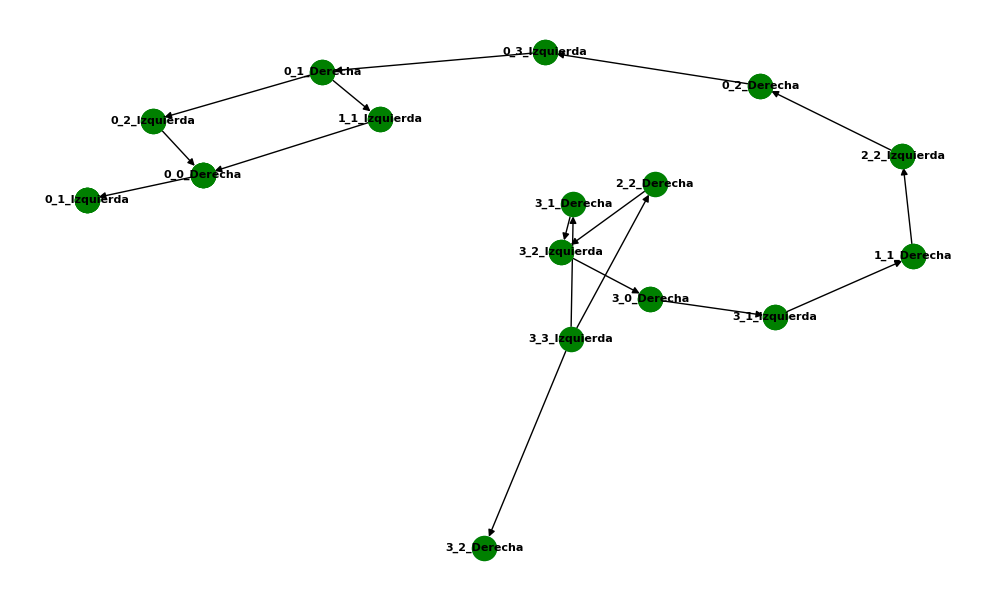 0_3_Izquierda
0_1_Derecha
0_2_Derecha
0_2_Izquierda
1_1_Izquierda
2_2_Izquierda
0_0_Derecha
2_2_Derecha
0_1_Izquierda
3_1_Derecha
3_2_Izquierda
1_1_Derecha
3_0_Derecha
3_1_Izquierda
3_3_Izquierda
3_2_Derecha